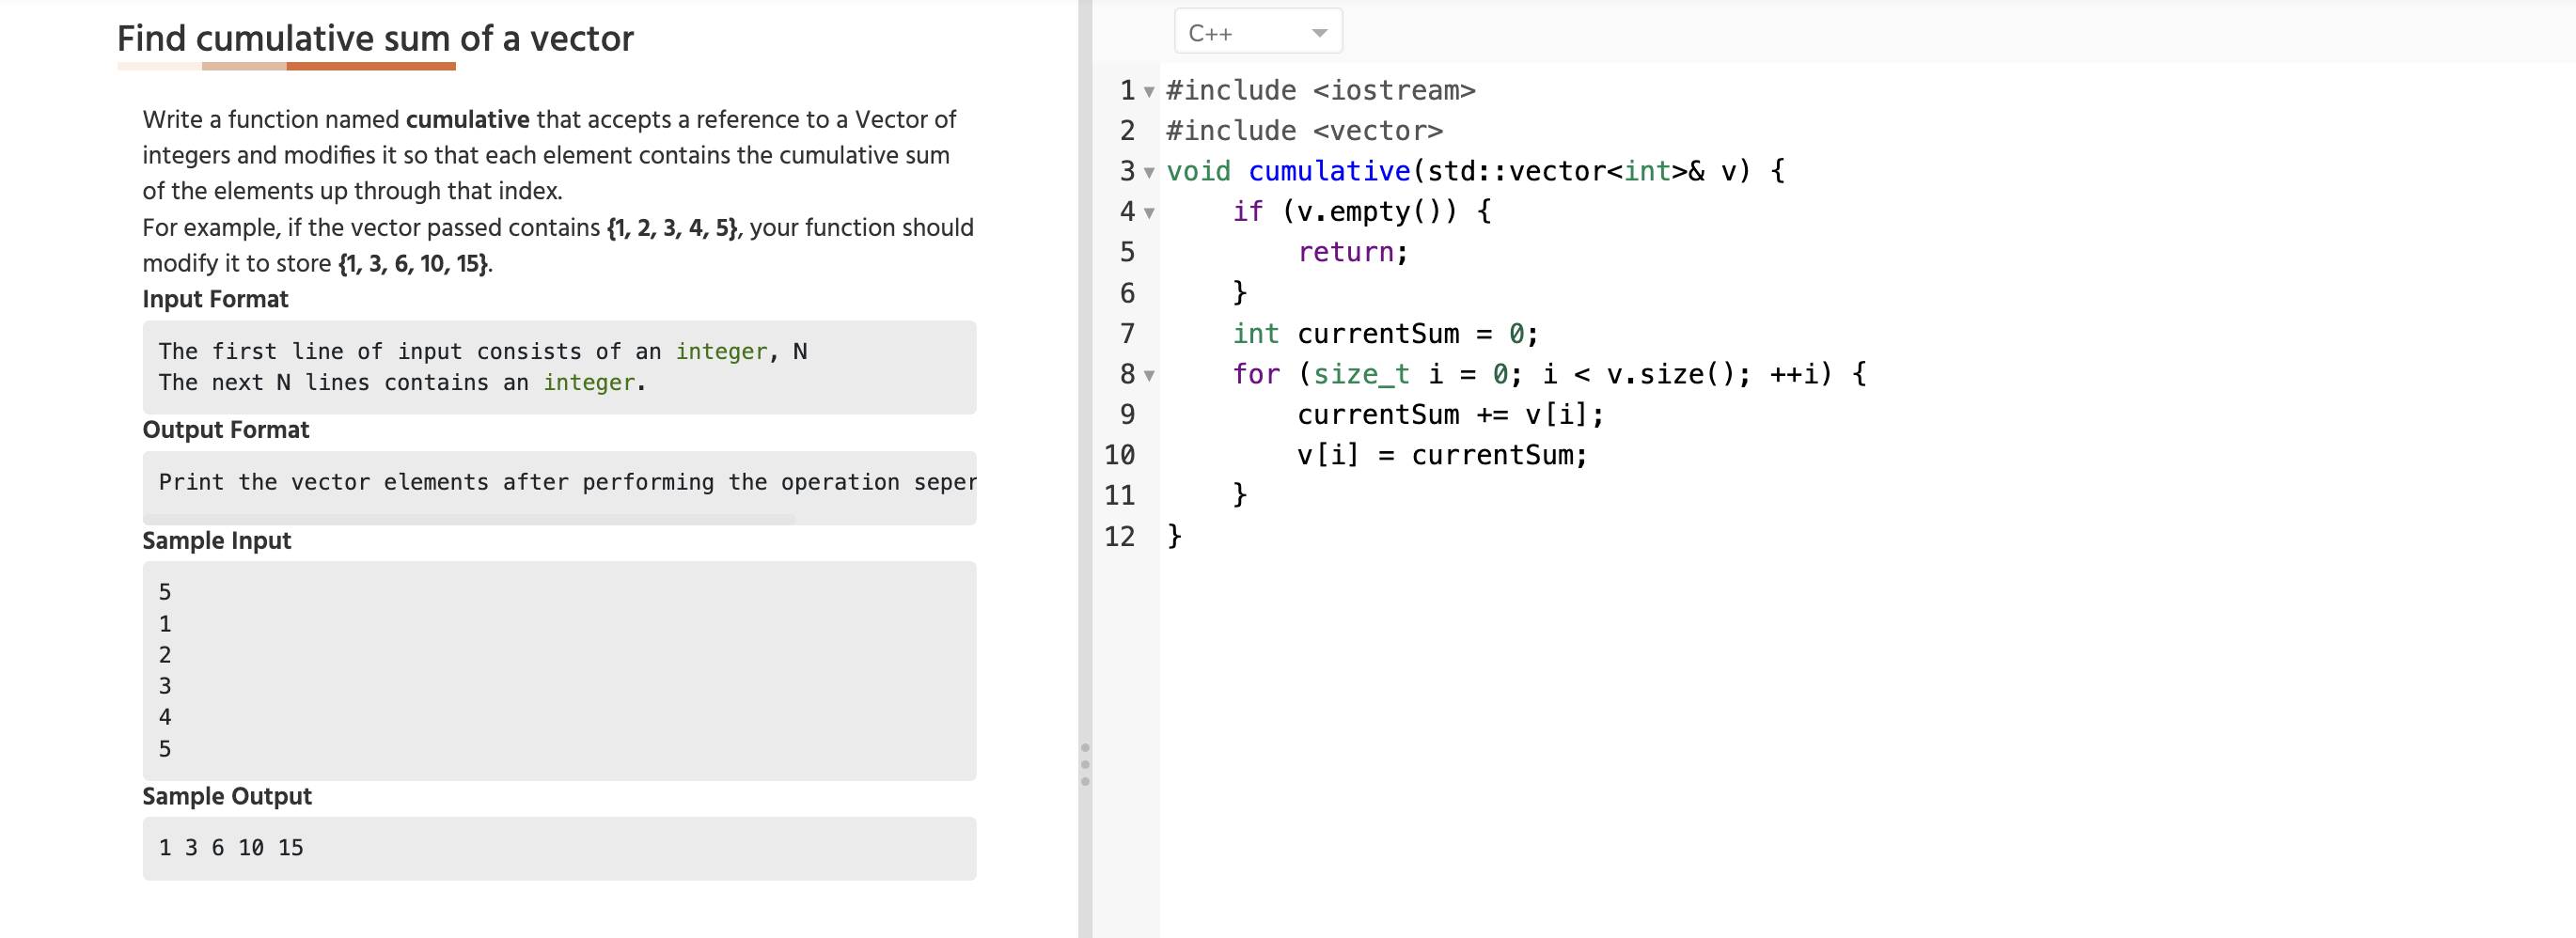 Find cumulative sum of a vector
Write a function named cumulative that accepts a reference to a Vector of
integers and modifies it so that each element contains the cumulative sum
of the elements up through that index.
For example, if the vector passed contains {1, 2, 3, 4, 5}, your function should
modify it to store {1, 3, 6, 10, 15}.
Input Format
The first line of input consists of an integer, N
The next N lines contains an integer.
Output Format
Print the vector elements after performing the operation seper
Sample Input
5
1
2
3
4
5
Sample Output
1 3 6 10 15
C++
1 #include <iostream>
2 #include <vector>
3 void cumulative(std::vector<int>& v) {
4     if (v.empty()) {
5         return;
6     }
7     int currentSum = 0;
8     for (size_t i = 0; i < v.size(); ++i) {
9         currentSum += v[i];
10         v[i] = currentSum;
11     }
12 }